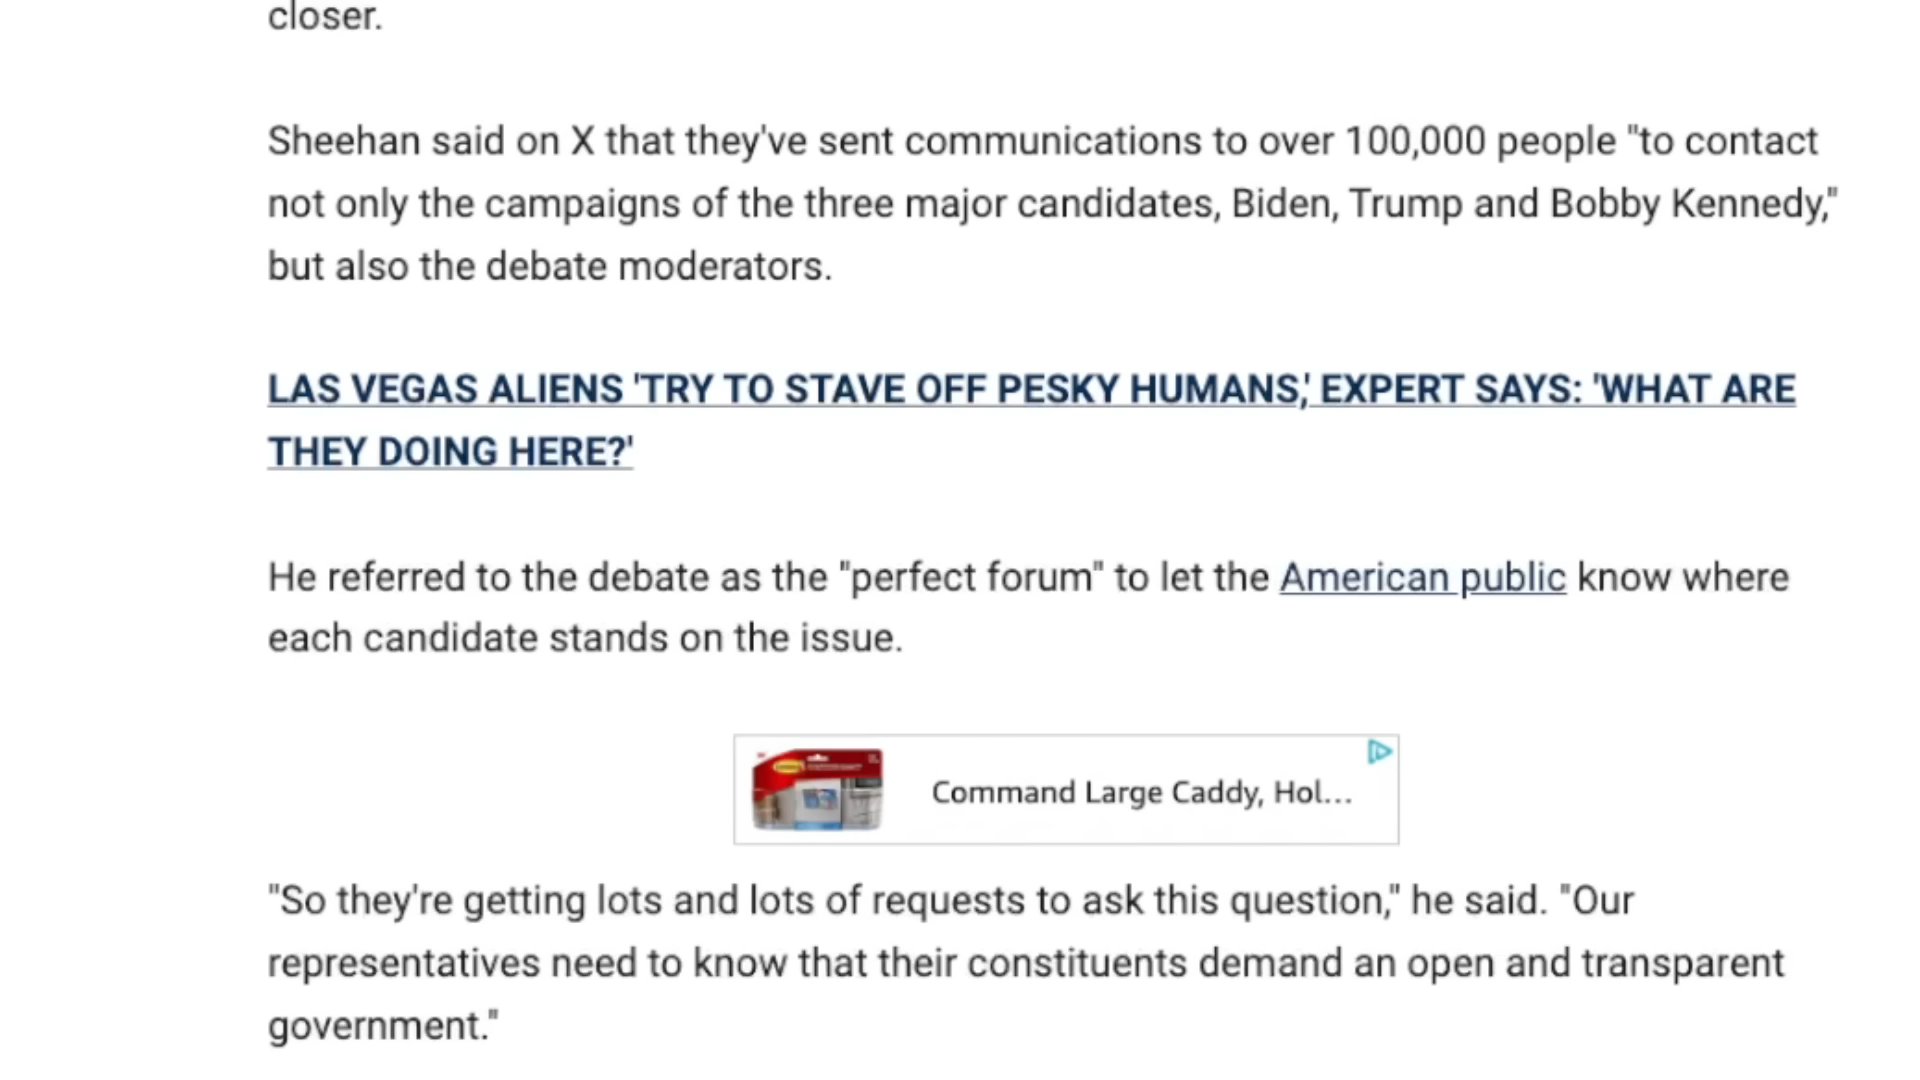 closer.
Sheehan said on X that they've sent communications to over 100,000 people "to contact
not only the campaigns of the three major candidates, Biden, Trump and Bobby Kennedy,"
but also the debate moderators.
LAS VEGAS ALIENS 'TRY TO STAVE OFF PESKY HUMANS,' EXPERT SAYS: 'WHAT ARE
THEY DOING HERE?'
He referred to the debate as the "perfect forum" to let the American public know where
each candidate stands on the issue.
Command Large Caddy, Hol...
"So they're getting lots and lots of requests to ask this question," he said. "Our
representatives need to know that their constituents demand an open and transparent
government."